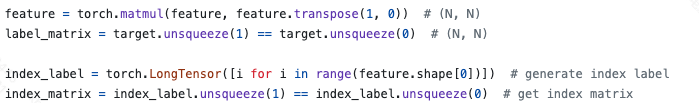 feature = torch.matmul(feature, feature.transpose(1, 0))  # (N, N)
label_matrix = target.unsqueeze(1) == target.unsqueeze(0)  # (N, N)

index_label = torch.LongTensor([i for i in range(feature.shape[0])])  # generate index label
index_matrix = index_label.unsqueeze(1) == index_label.unsqueeze(0)  # get index matrix